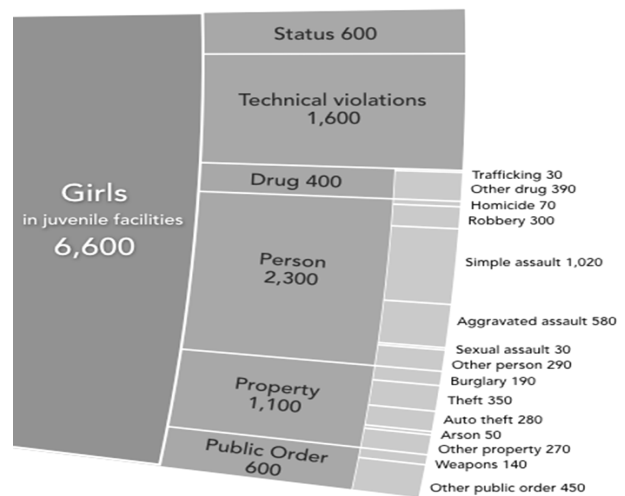 Girls
in juvenile facilities
6,600
Status 600
Technical violations
1,600
Drug 400
Person
2,300
Property
1,100
Public Order
600
Trafficking 30
Other drug 390
Homicide 70
Robbery 300
Simple assault 1,020
Aggravated assault 580
Sexual assault 30
Other person 290
Burglary 190
Theft 350
Auto theft 280
Arson 50
Other property 270
Weapons 140
Other public order 450